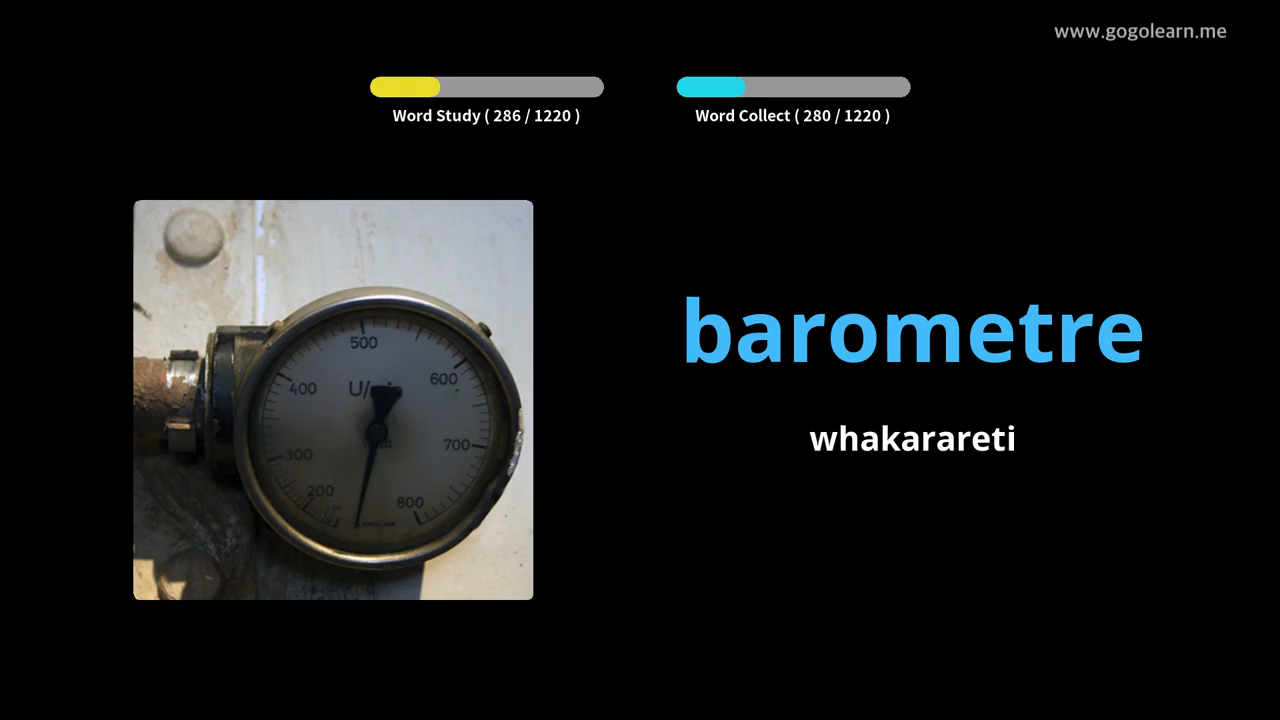 www.gogolearn.me
Word Study ( 286 / 1220 )
Word Collect ( 280 / 1220 )
500
400
600
U/
300
700
200
800
barometre
whakarareti